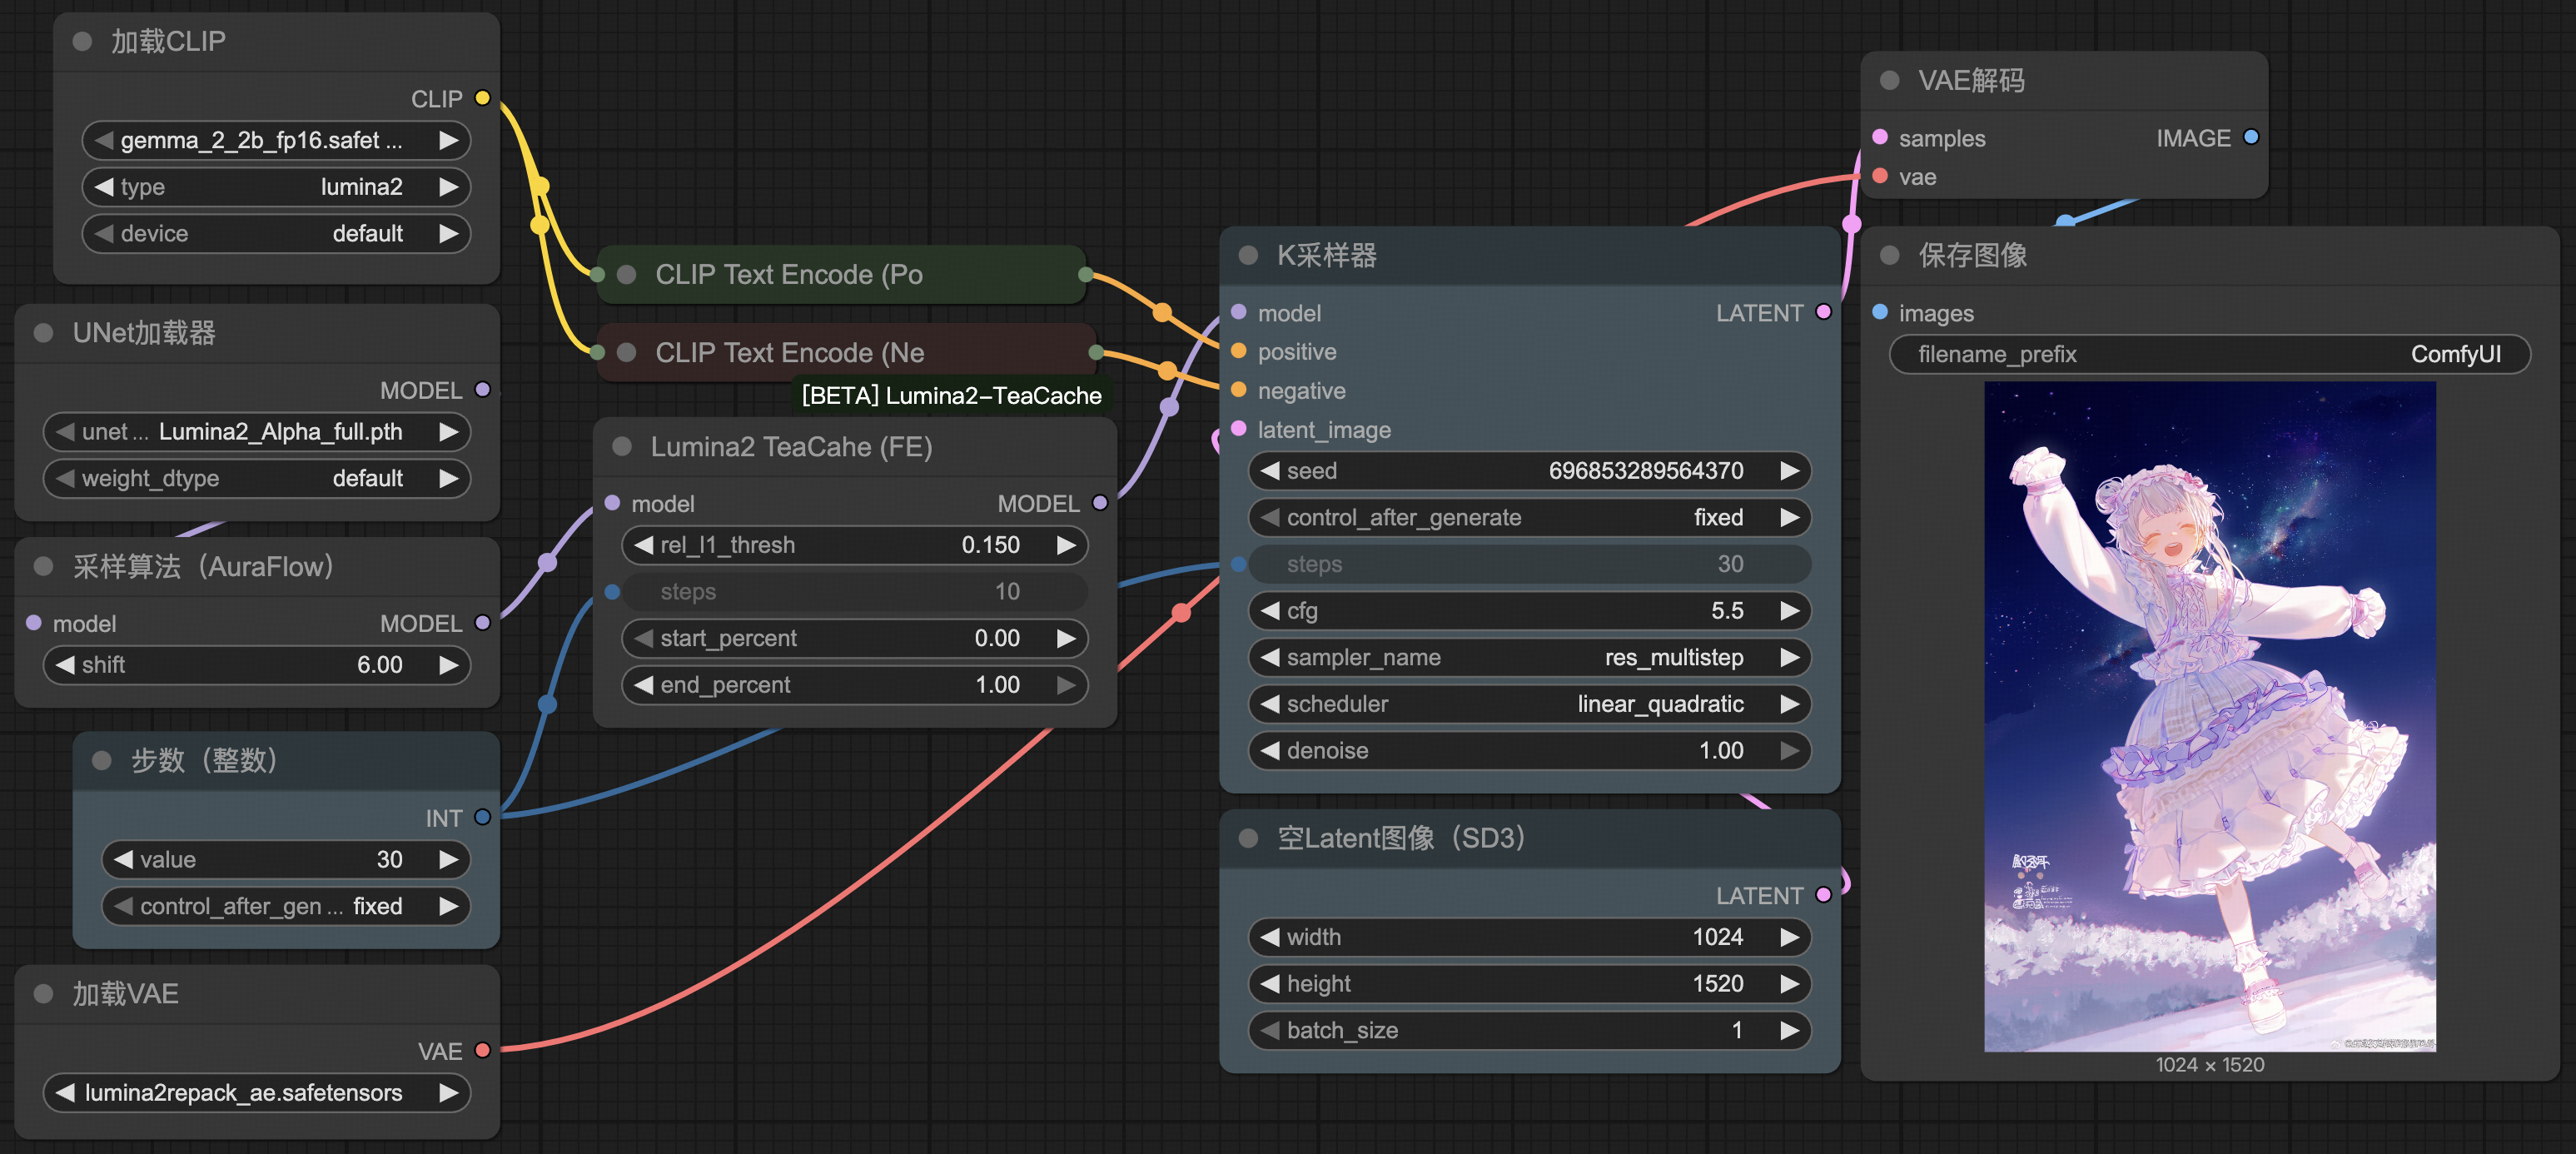 加载CLIP
CLIP
gemma_2_2b_fp16.safet ...
type lumina2
device default
UNet加载器
MODEL
unet ... Lumina2_Alpha_full.pth
weight_dtype default
采样算法（AuraFlow）
model MODEL
shift 6.00
步数（整数）
INT
value 30
control_after_gen ... fixed
加载VAE
VAE
lumina2repack_ae.safetensors
CLIP Text Encode (Po
CLIP Text Encode (Ne
[BETA] Lumina2-TeaCache
Lumina2 TeaCahe (FE)
model MODEL
rel_l1_thresh 0.150
steps 10
start_percent 0.00
end_percent 1.00
K采样器
model LATENT
positive
negative
latent_image
seed 696853289564370
control_after_generate fixed
steps 30
cfg 5.5
sampler_name res_multistep
scheduler linear_quadratic
denoise 1.00
空Latent图像（SD3）
LATENT
width 1024
height 1520
batch_size 1
VAE解码
samples IMAGE
vae
保存图像
images
filename_prefix ComfyUI
1024 × 1520